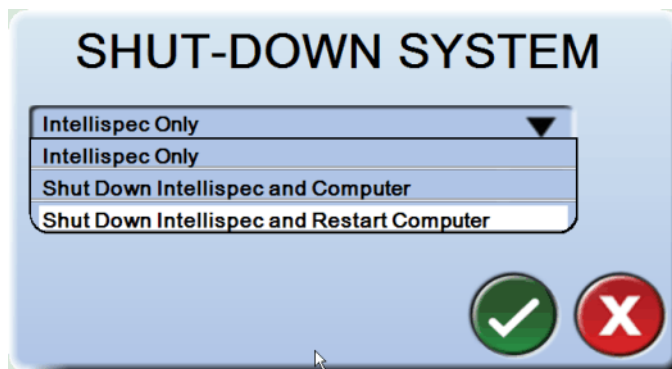 SHUT-DOWN SYSTEM
Intellispec Only
Intellispec Only
Shut Down Intellispec and Computer
Shut Down Intellispec and Restart Computer
X